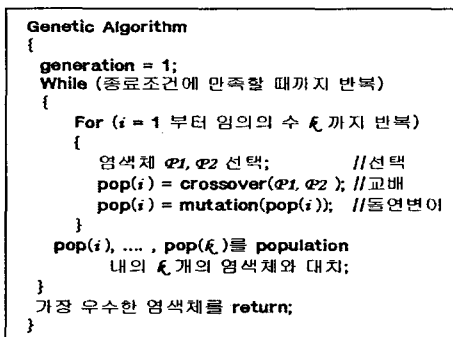 Genetic Algorithm
{
generation = 1;
While (종료조건에 만족할 때까지 반복)
{
For (i = 1 부터 임의의 수 k 까지 반복)
{
염색체 P1, P2 선택; //선택
pop(i) = crossover(P1, P2 ); //교배
pop(i) = mutation(pop(i)); //돌연변이
}
pop(i), .... , pop(k)를 population
내의 k개의 염색체와 대치;
}
가장 우수한 염색체를 return;
}